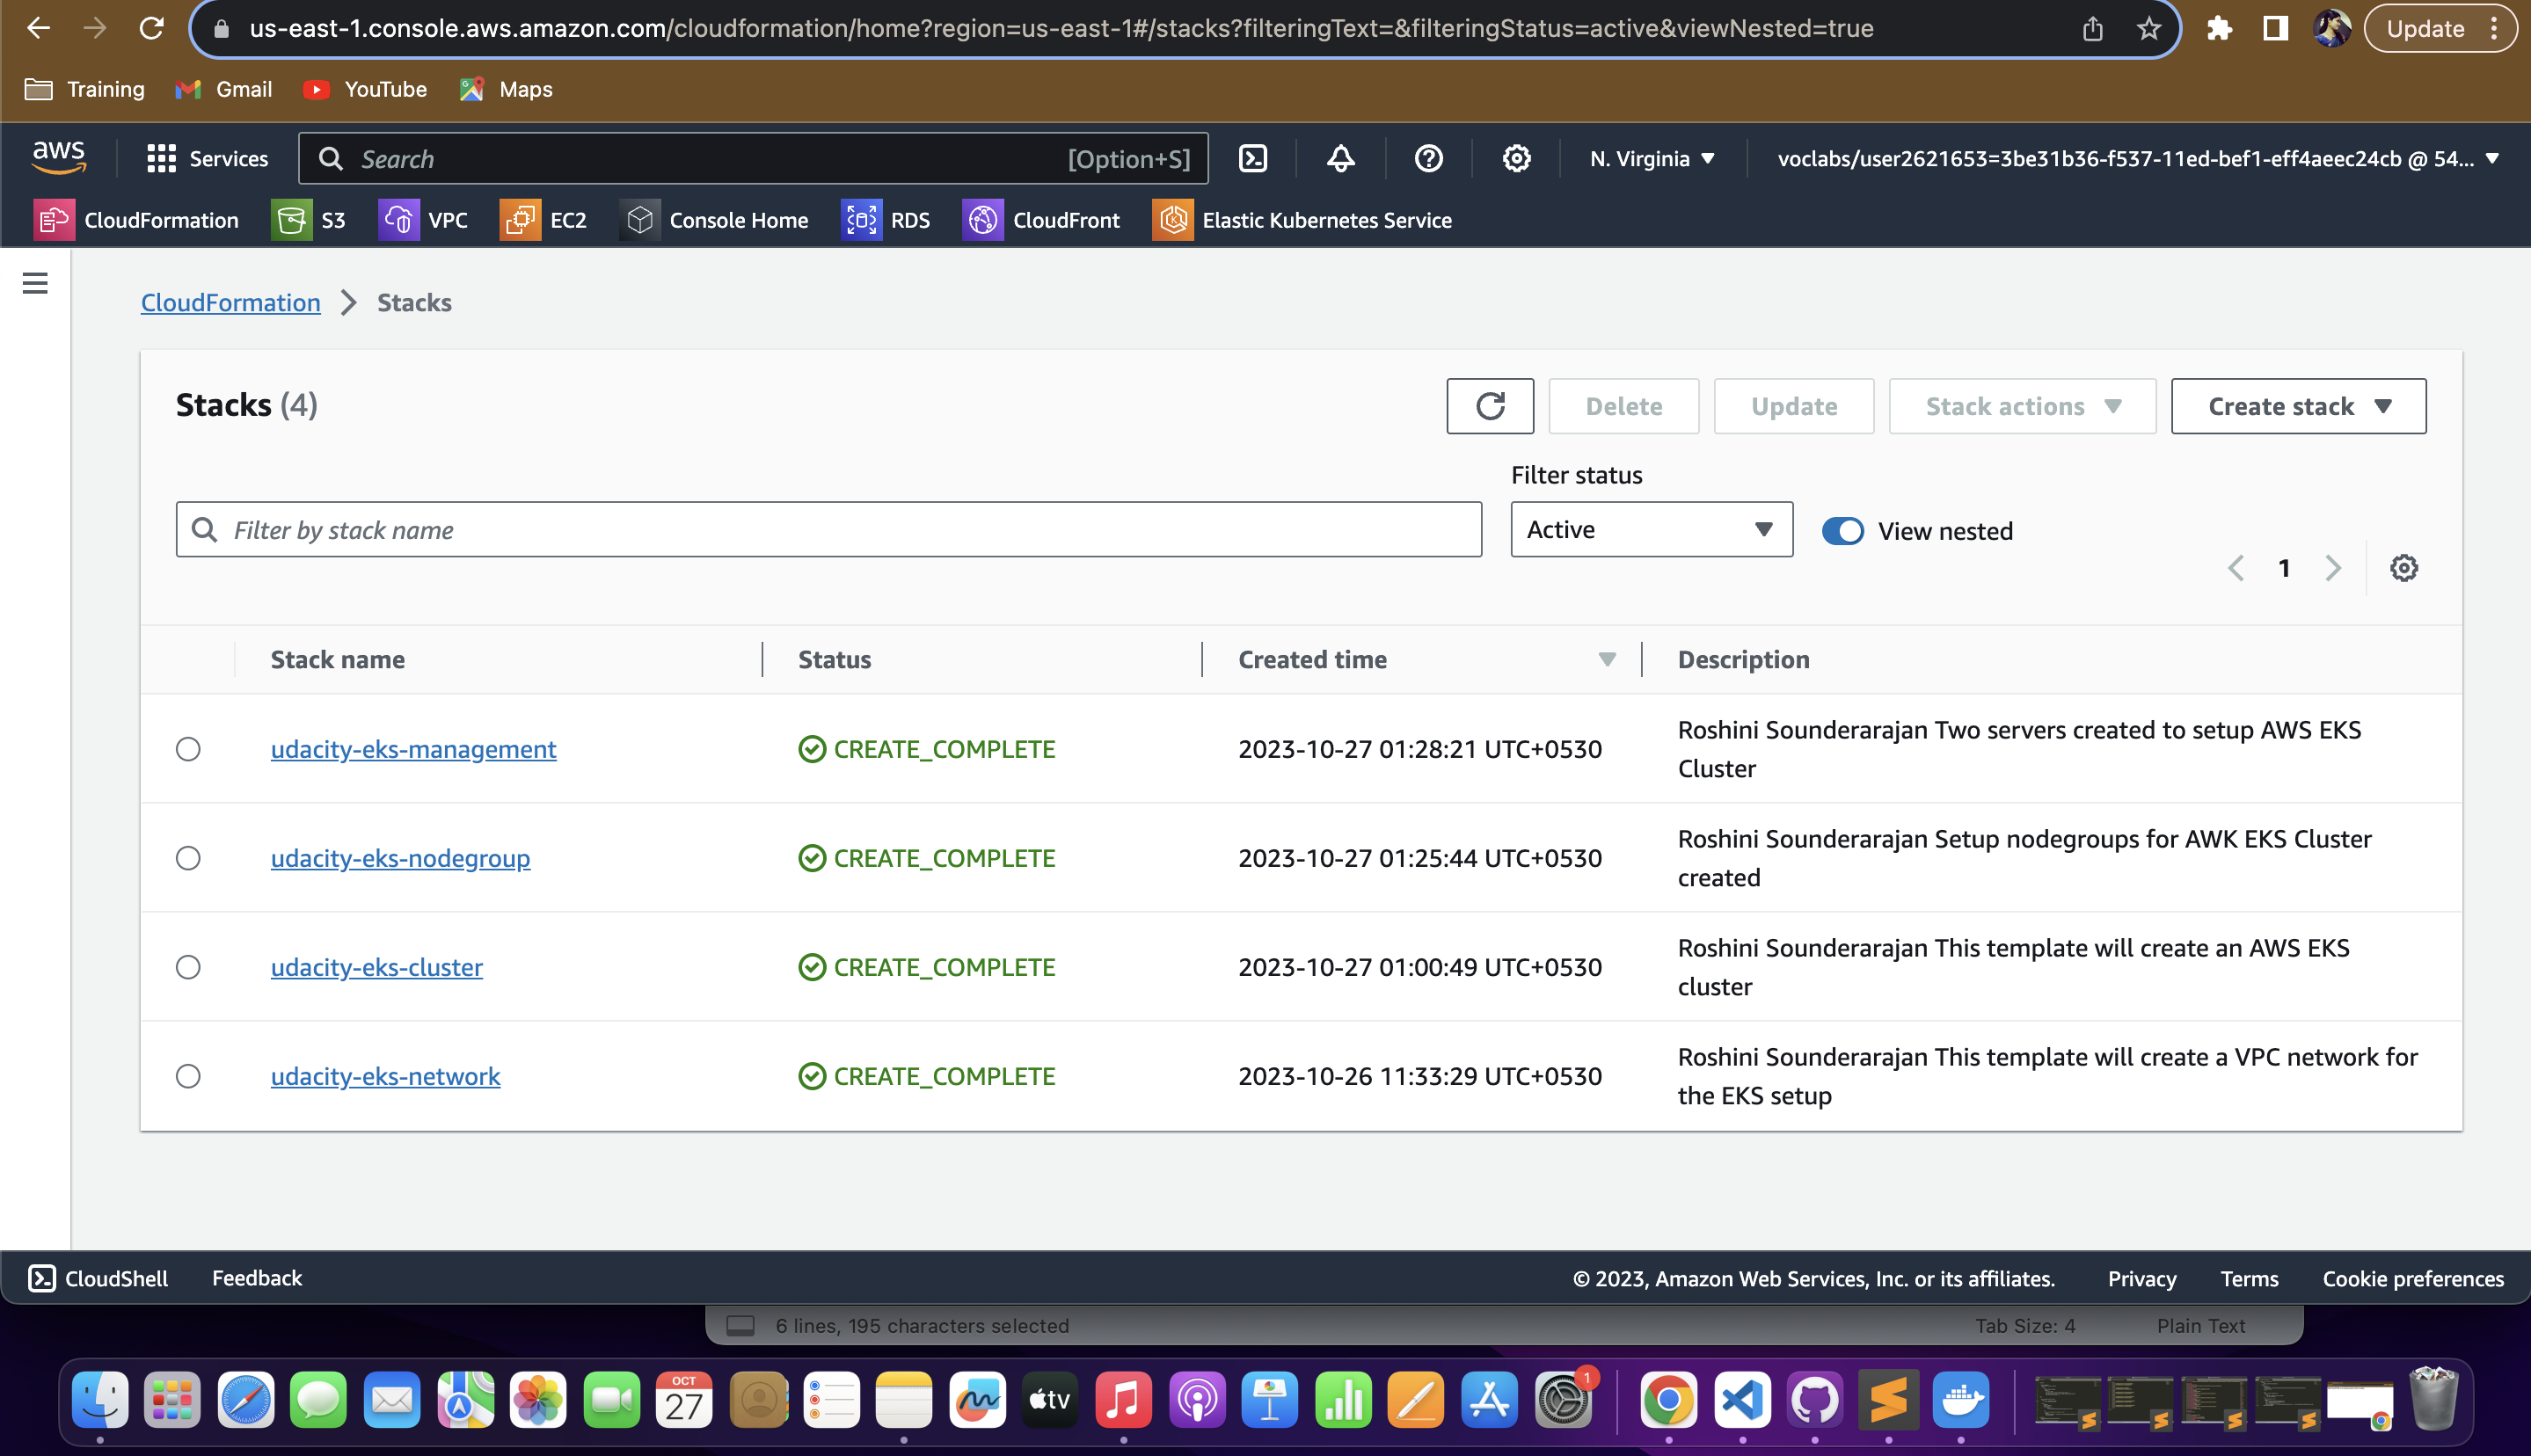 us-east-1.console.aws.amazon.com/cloudformation/home?region=us-east-1#/stacks?filteringText=&filteringStatus=active&viewNested=true
Update
Training
Gmail
YouTube
Maps
aws
Services
Search
[Option+S]
N. Virginia
voclabs/user2621653=3be31b36-f537-11ed-bef1-eff4aeec24cb @ 54...
CloudFormation
S3
VPC
EC2
Console Home
RDS
CloudFront
Elastic Kubernetes Service
CloudFormation
Stacks
Stacks (4)
Delete
Update
Stack actions
Create stack
Filter status
Filter by stack name
Active
View nested
1
Stack name
Status
Created time
Description
udacity-eks-management
CREATE_COMPLETE
2023-10-27 01:28:21 UTC+0530
Roshini Sounderarajan Two servers created to setup AWS EKS
Cluster
udacity-eks-nodegroup
CREATE_COMPLETE
2023-10-27 01:25:44 UTC+0530
Roshini Sounderarajan Setup nodegroups for AWK EKS Cluster
created
udacity-eks-cluster
CREATE_COMPLETE
2023-10-27 01:00:49 UTC+0530
Roshini Sounderarajan This template will create an AWS EKS
cluster
udacity-eks-network
CREATE_COMPLETE
2023-10-26 11:33:29 UTC+0530
Roshini Sounderarajan This template will create a VPC network for
the EKS setup
CloudShell
Feedback
© 2023, Amazon Web Services, Inc. or its affiliates.
Privacy
Terms
Cookie preferences
6 lines, 195 characters selected
Tab Size: 4
Plain Text
OCT
27
tv
1